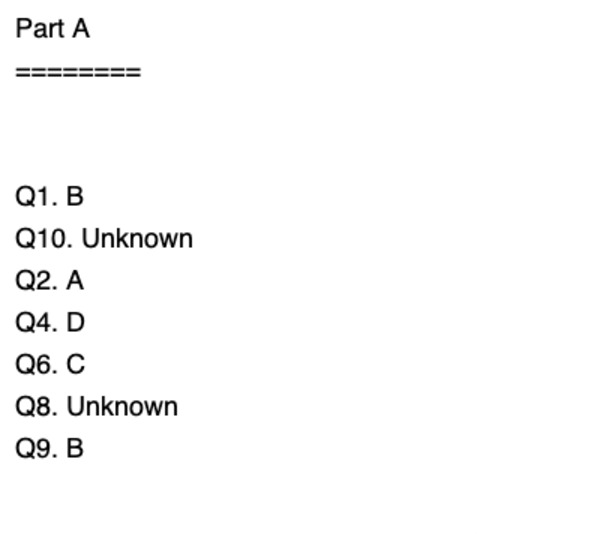 Part A
========
Q1. B
Q10. Unknown
Q2. A
Q4. D
Q6. C
Q8. Unknown
Q9. B